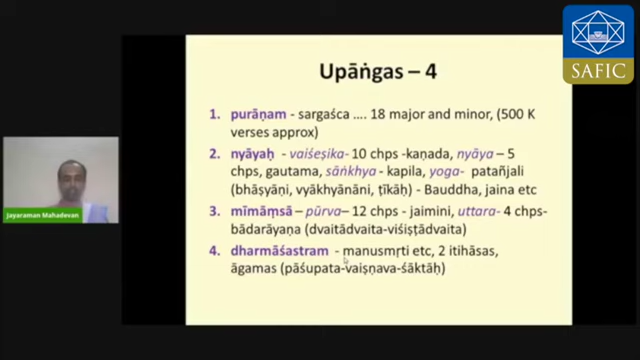 SAFIC
Upāṅgas – 4
1. purāṇam - sargaśca .... 18 major and minor, (500 K
verses approx)
2. nyāyaḥ - vaiśeṣika- 10 chps -kaṇada, nyāya – 5
chps, gautama, sāṅkhya - kapila, yoga- patañjali
(bhāṣyāṇi, vyākhyānāni, ṭīkāḥ) - Bauddha, jaina etc
3. mīmāṃsā – pūrva– 12 chps - jaimini, uttara- 4 chps-
bādarāyaṇa (dvaitādvaita-viśiṣṭādvaita)
4. dharmāśastram - manusmṛti etc, 2 itihāsas,
āgamas (pāśupata-vaiṣṇava-śāktāḥ)
Jayaraman Mahadevan